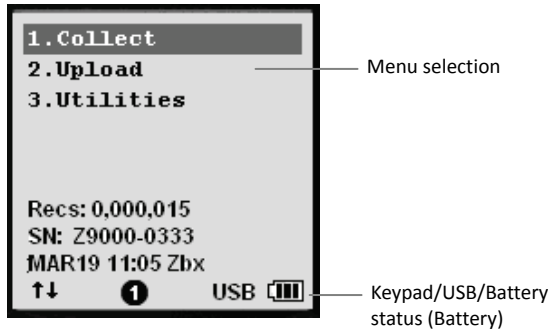 1.Collect
2.Upload
Menu selection
3.Utilities
Recs: 0,000,015
SN: Z9000-0333
MAR19 11:05 Zbx
↑↓ 1 USB
Keypad/USB/Battery
status (Battery)